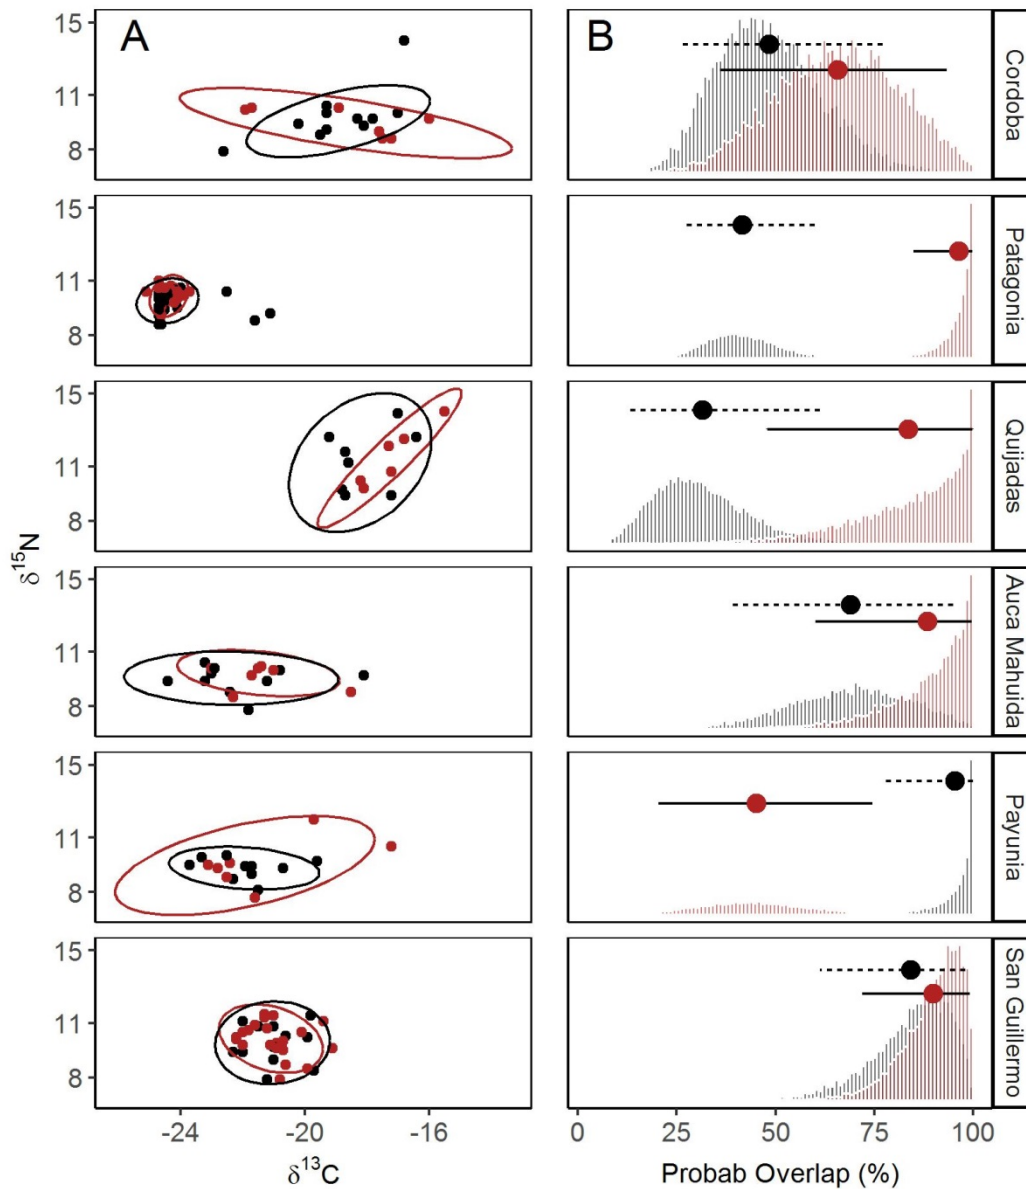 A
B
15
11
8
Cordoba
15
11
8
Patagonia
15
11
8
Quijadas
δ15N
15
11
8
Auca Mahuida
15
11
8
Payunia
15
11
8
San Guillermo
-24 -20 -16
0 25 50 75 100
δ13C
Probab Overlap (%)